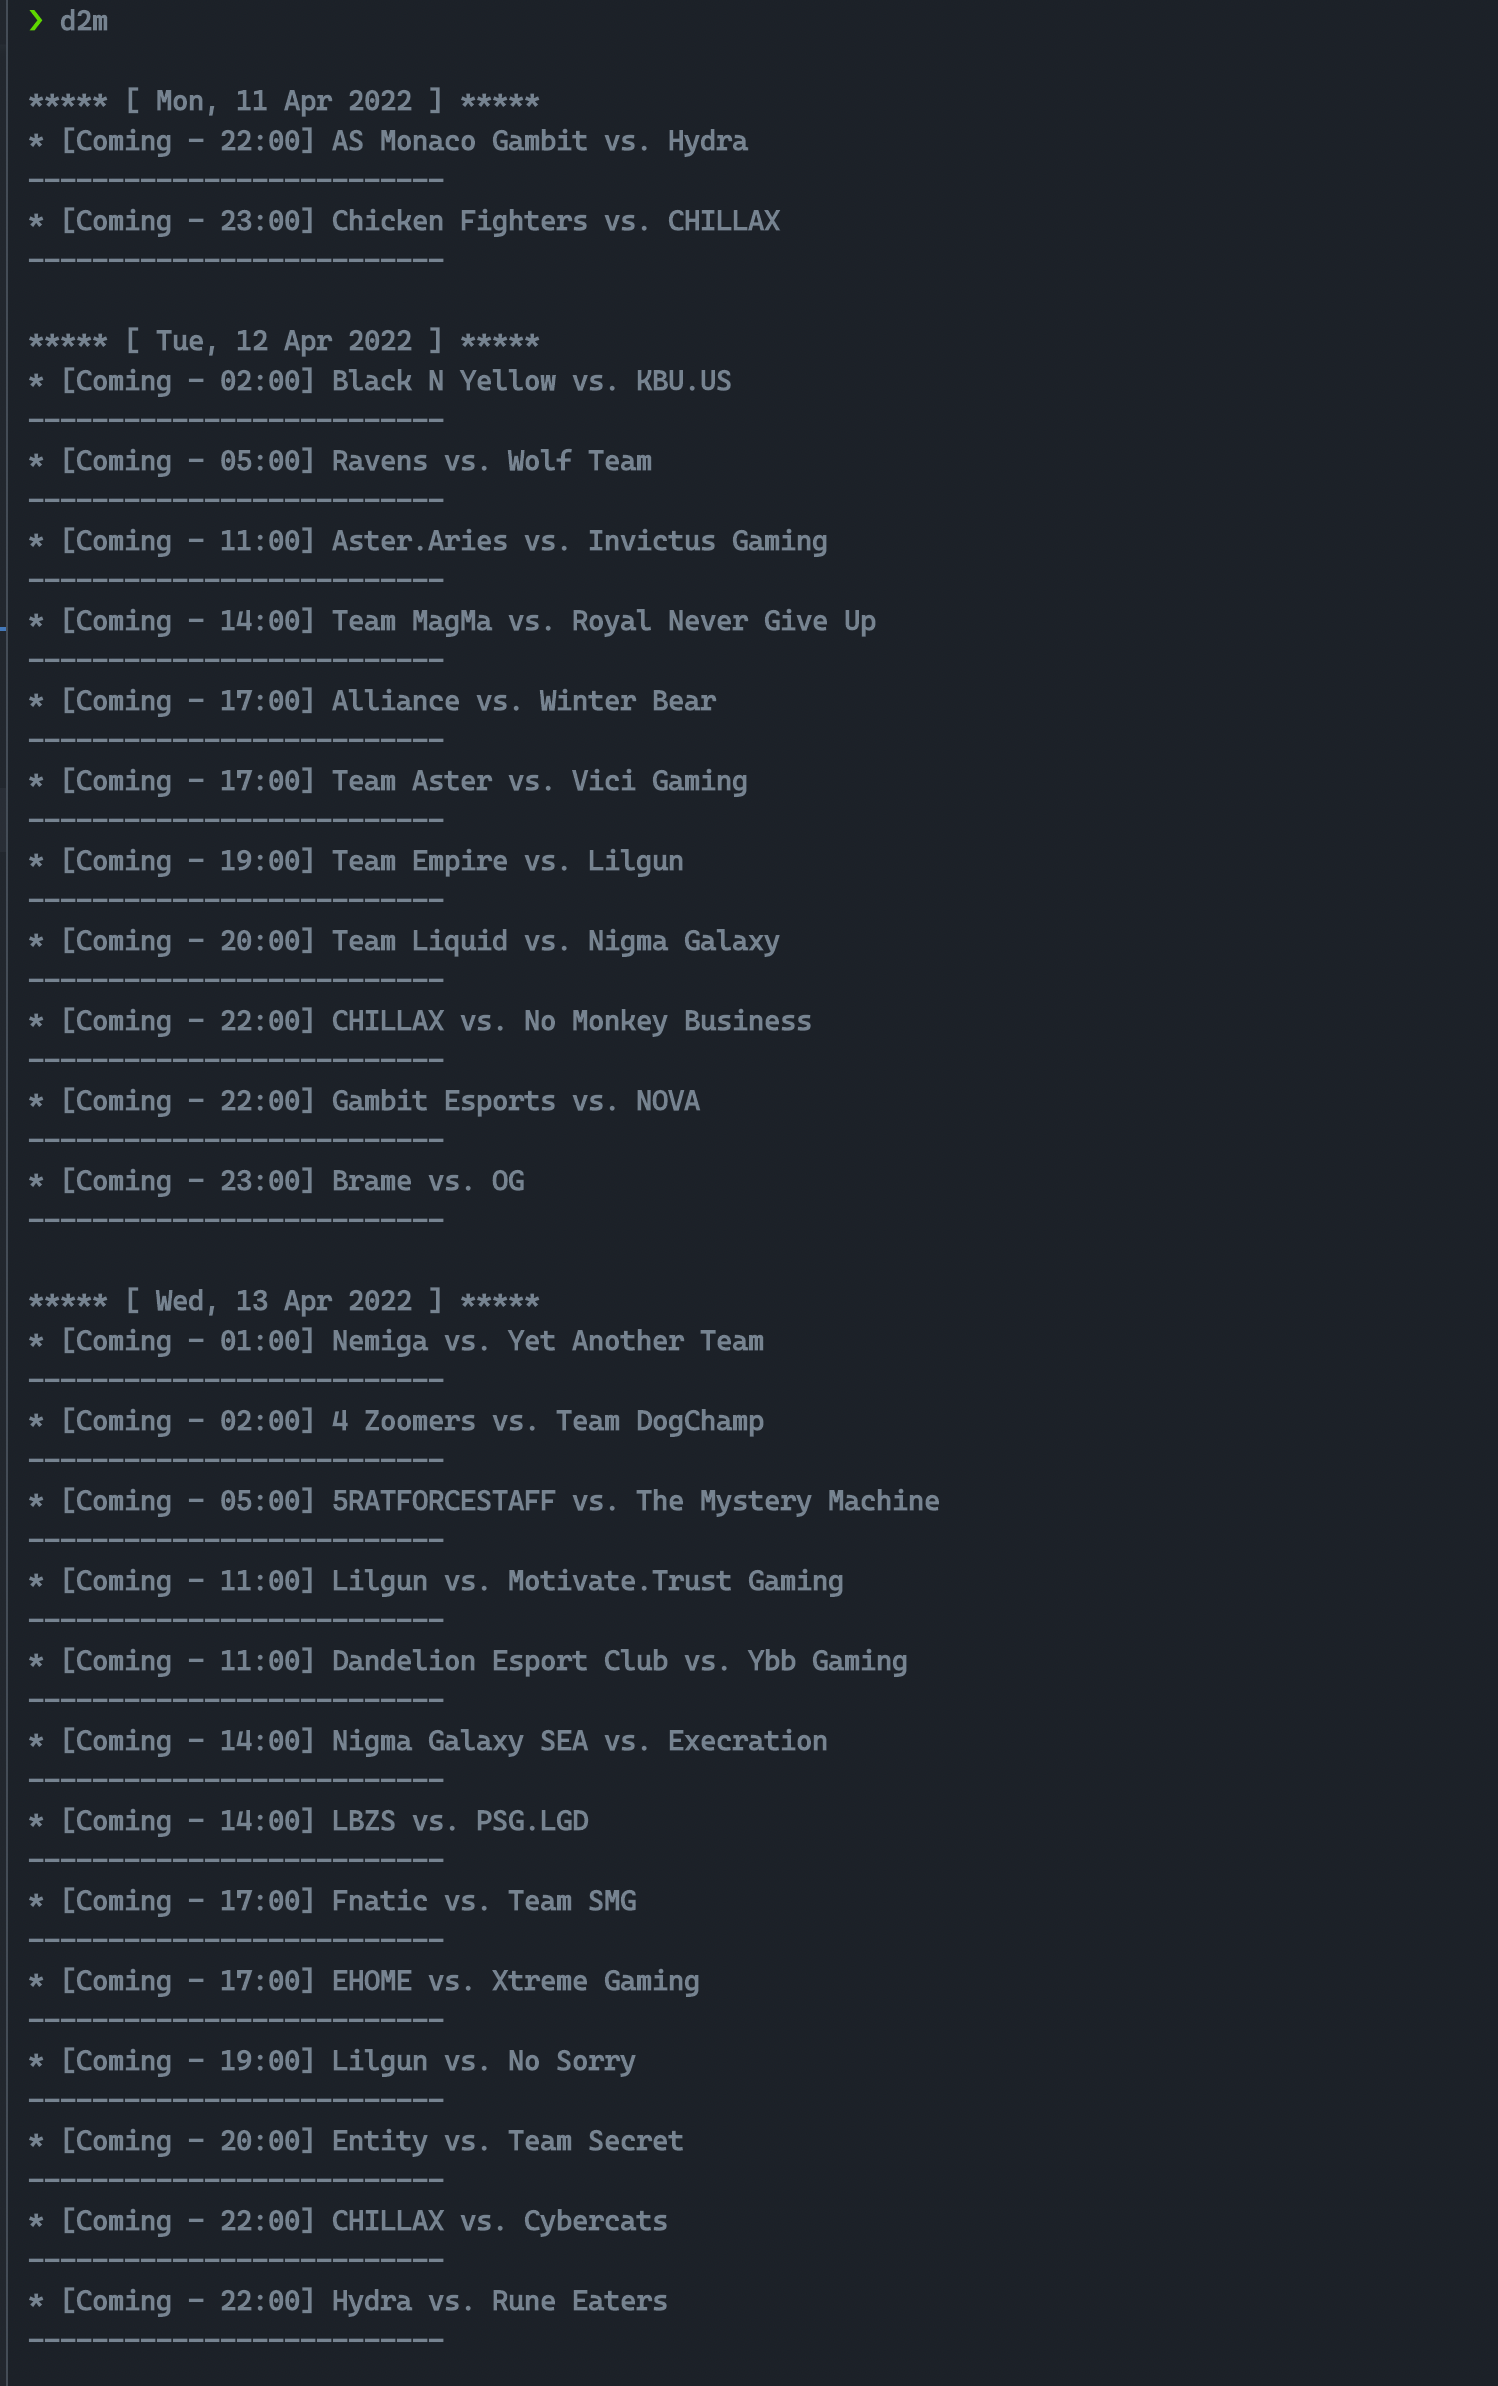 ❯ d2m
***** [ Mon, 11 Apr 2022 ] *****
* [Coming - 22:00] AS Monaco Gambit vs. Hydra
--------------------------
* [Coming - 23:00] Chicken Fighters vs. CHILLAX
--------------------------
***** [ Tue, 12 Apr 2022 ] *****
* [Coming - 02:00] Black N Yellow vs. KBU.US
--------------------------
* [Coming - 05:00] Ravens vs. Wolf Team
--------------------------
* [Coming - 11:00] Aster.Aries vs. Invictus Gaming
--------------------------
* [Coming - 14:00] Team MagMa vs. Royal Never Give Up
--------------------------
* [Coming - 17:00] Alliance vs. Winter Bear
--------------------------
* [Coming - 17:00] Team Aster vs. Vici Gaming
--------------------------
* [Coming - 19:00] Team Empire vs. Lilgun
--------------------------
* [Coming - 20:00] Team Liquid vs. Nigma Galaxy
--------------------------
* [Coming - 22:00] CHILLAX vs. No Monkey Business
--------------------------
* [Coming - 22:00] Gambit Esports vs. NOVA
--------------------------
* [Coming - 23:00] Brame vs. OG
--------------------------
***** [ Wed, 13 Apr 2022 ] *****
* [Coming - 01:00] Nemiga vs. Yet Another Team
--------------------------
* [Coming - 02:00] 4 Zoomers vs. Team DogChamp
--------------------------
* [Coming - 05:00] 5RATFORCESTAFF vs. The Mystery Machine
--------------------------
* [Coming - 11:00] Lilgun vs. Motivate.Trust Gaming
--------------------------
* [Coming - 11:00] Dandelion Esport Club vs. Ybb Gaming
--------------------------
* [Coming - 14:00] Nigma Galaxy SEA vs. Execration
--------------------------
* [Coming - 14:00] LBZS vs. PSG.LGD
--------------------------
* [Coming - 17:00] Fnatic vs. Team SMG
--------------------------
* [Coming - 17:00] EHOME vs. Xtreme Gaming
--------------------------
* [Coming - 19:00] Lilgun vs. No Sorry
--------------------------
* [Coming - 20:00] Entity vs. Team Secret
--------------------------
* [Coming - 22:00] CHILLAX vs. Cybercats
--------------------------
* [Coming - 22:00] Hydra vs. Rune Eaters
--------------------------